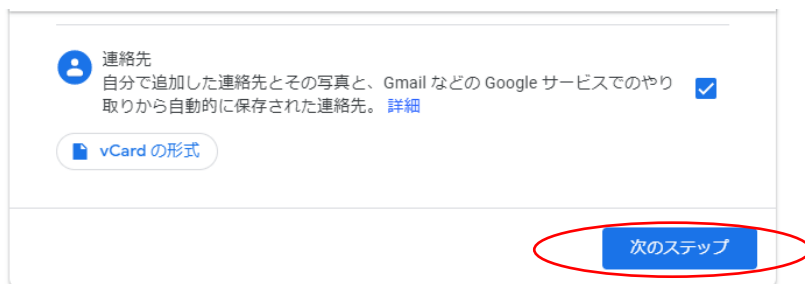 連絡先
自分で追加した連絡先とその写真と、Gmail などの Google サービスでのやり
取りから自動的に保存された連絡先。 詳細
vCard の形式
次のステップ